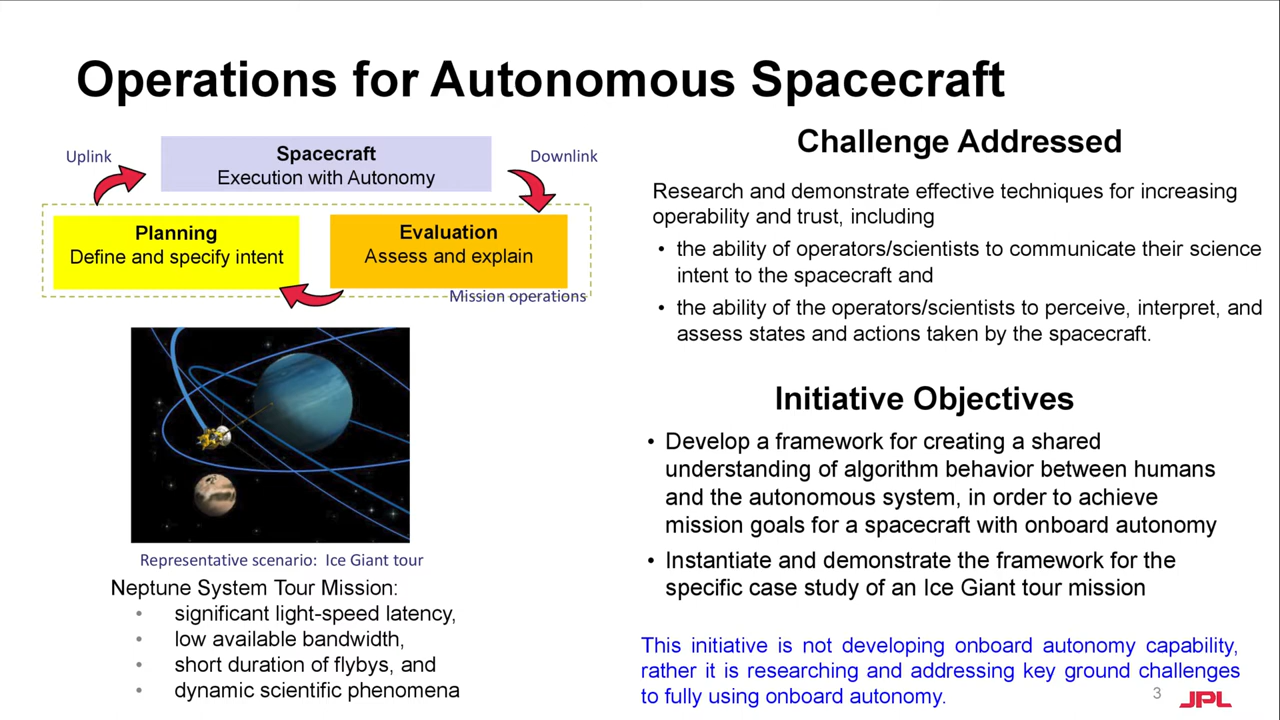 Operations for Autonomous Spacecraft
Uplink
Spacecraft
Execution with Autonomy
Downlink
Planning
Define and specify intent
Evaluation
Assess and explain
Mission operations
Representative scenario: Ice Giant tour
Neptune System Tour Mission:
• significant light-speed latency,
• low available bandwidth,
• short duration of flybys, and
• dynamic scientific phenomena
Challenge Addressed
Research and demonstrate effective techniques for increasing
operability and trust, including
• the ability of operators/scientists to communicate their science
intent to the spacecraft and
• the ability of the operators/scientists to perceive, interpret, and
assess states and actions taken by the spacecraft.
Initiative Objectives
• Develop a framework for creating a shared
understanding of algorithm behavior between humans
and the autonomous system, in order to achieve
mission goals for a spacecraft with onboard autonomy
• Instantiate and demonstrate the framework for the
specific case study of an Ice Giant tour mission
This initiative is not developing onboard autonomy capability,
rather it is researching and addressing key ground challenges
to fully using onboard autonomy.
3
JPL